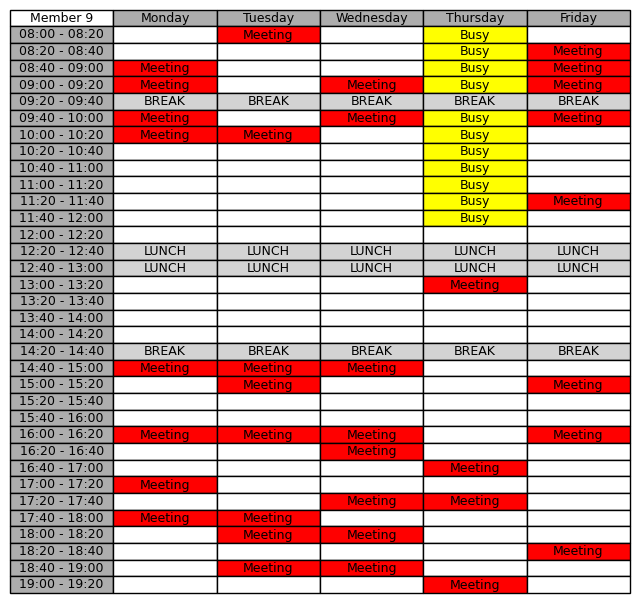 Member 9 Monday Tuesday Wednesday Thursday Friday
08:00 - 08:20 Meeting Busy
08:20 - 08:40 Busy Meeting
08:40 - 09:00 Meeting Busy Meeting
09:00 - 09:20 Meeting Meeting Busy Meeting
09:20 - 09:40 BREAK BREAK BREAK BREAK BREAK
09:40 - 10:00 Meeting Meeting Busy Meeting
10:00 - 10:20 Meeting Meeting Busy
10:20 - 10:40 Busy
10:40 - 11:00 Busy
11:00 - 11:20 Busy
11:20 - 11:40 Busy Meeting
11:40 - 12:00 Busy
12:00 - 12:20
12:20 - 12:40 LUNCH LUNCH LUNCH LUNCH LUNCH
12:40 - 13:00 LUNCH LUNCH LUNCH LUNCH LUNCH
13:00 - 13:20 Meeting
13:20 - 13:40
13:40 - 14:00
14:00 - 14:20
14:20 - 14:40 BREAK BREAK BREAK BREAK BREAK
14:40 - 15:00 Meeting Meeting Meeting
15:00 - 15:20 Meeting Meeting
15:20 - 15:40
15:40 - 16:00
16:00 - 16:20 Meeting Meeting Meeting Meeting
16:20 - 16:40 Meeting
16:40 - 17:00 Meeting
17:00 - 17:20 Meeting
17:20 - 17:40 Meeting Meeting
17:40 - 18:00 Meeting Meeting
18:00 - 18:20 Meeting Meeting
18:20 - 18:40 Meeting
18:40 - 19:00 Meeting Meeting
19:00 - 19:20 Meeting